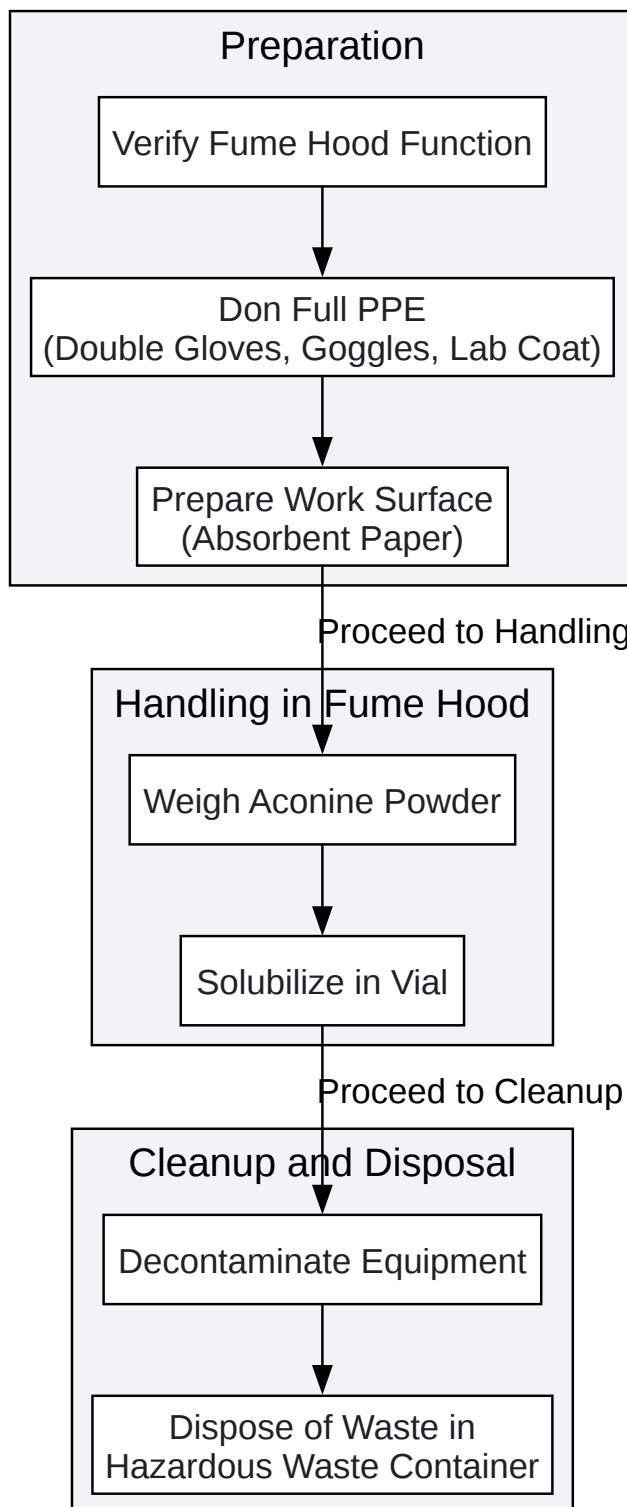 Preparation
Verify Fume Hood Function
Don Full PPE
(Double Gloves, Goggles, Lab Coat)
Prepare Work Surface
(Absorbent Paper)
Proceed to Handling
Handling in Fume Hood
Weigh Aconine Powder
Solubilize in Vial
Proceed to Cleanup
Cleanup and Disposal
Decontaminate Equipment
Dispose of Waste in
Hazardous Waste Container